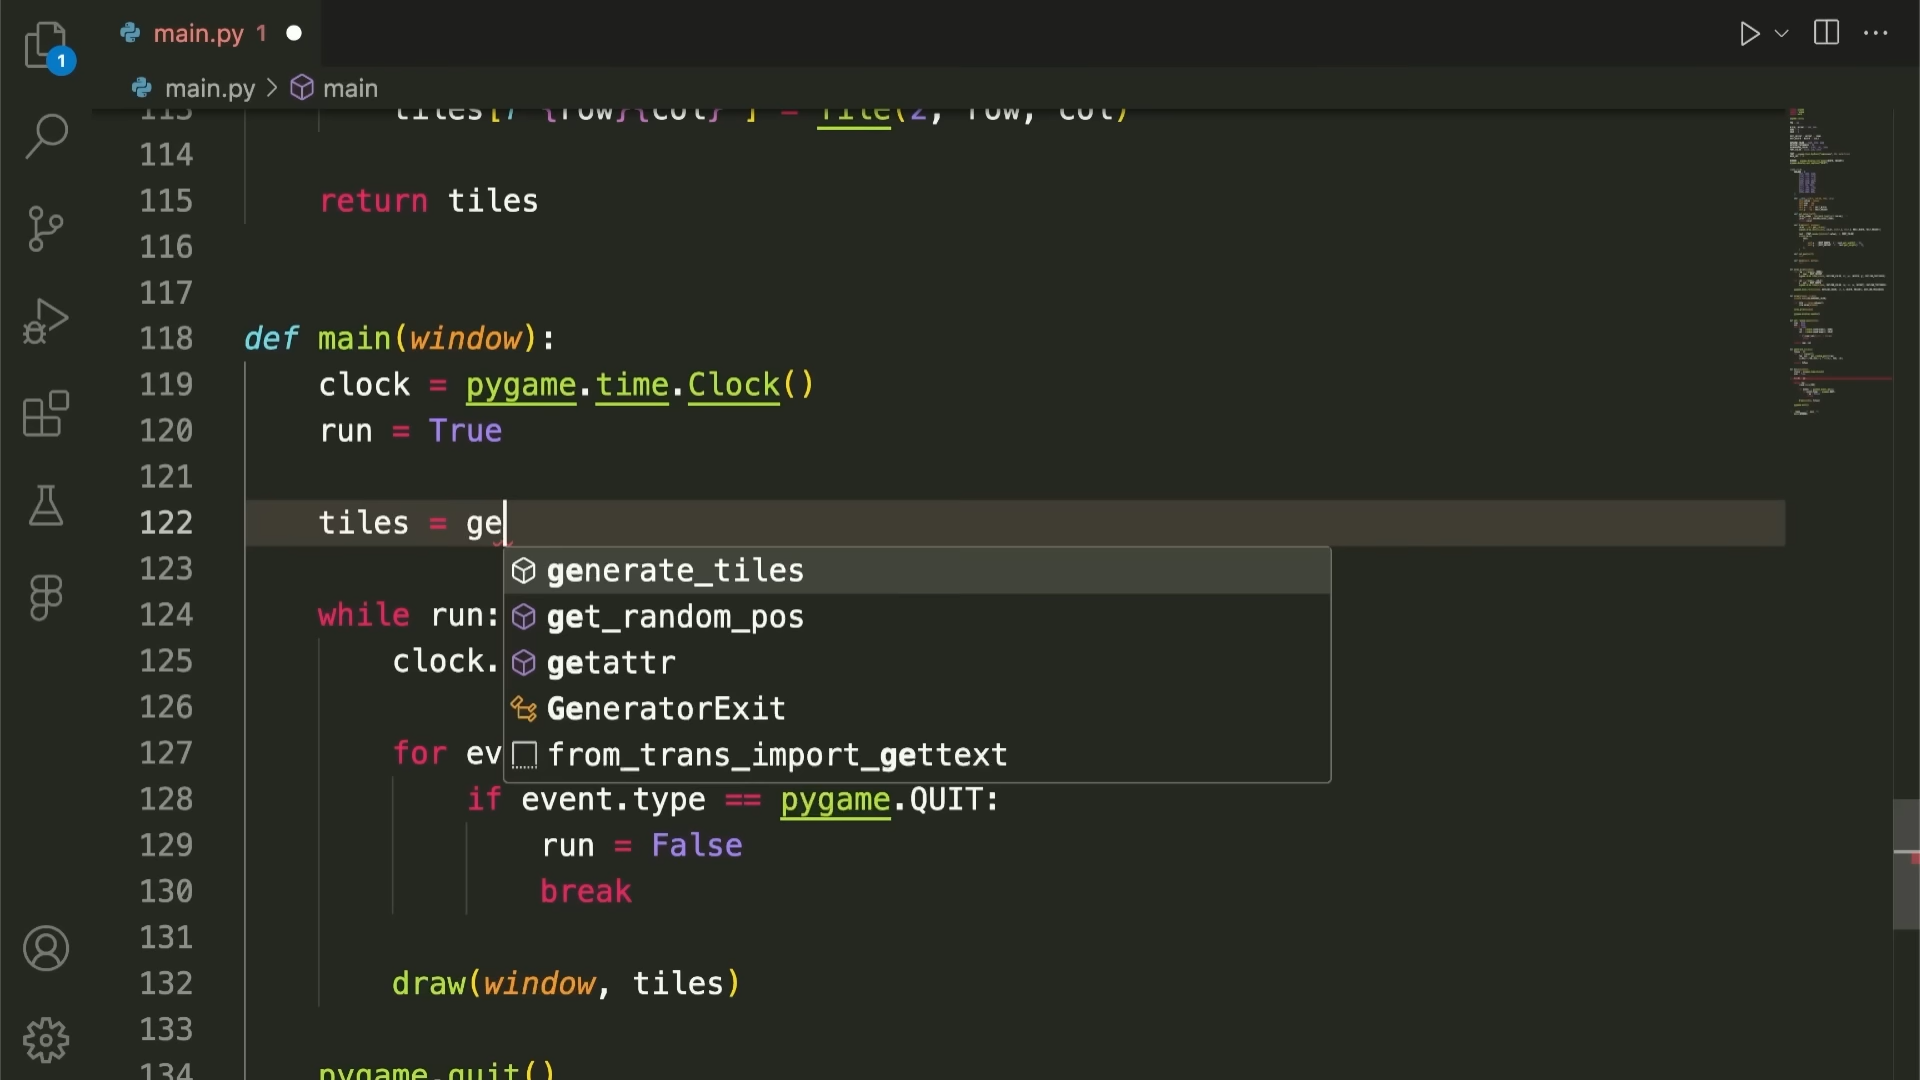 main.py 1
main.py > main
1
113 tiles[f"{row}{col}"] = Tile(2, row, col)
114
115 return tiles
116
117
118 def main(window):
119 clock = pygame.time.Clock()
120 run = True
121
122 tiles = ge
123
generate_tiles
124 while run:
get_random_pos
125 clock.
getattr
126
GeneratorExit
127 for ev
from_trans_import_gettext
128 if event.type == pygame.QUIT:
129 run = False
130 break
131
132 draw(window, tiles)
133
134 pygame.quit()